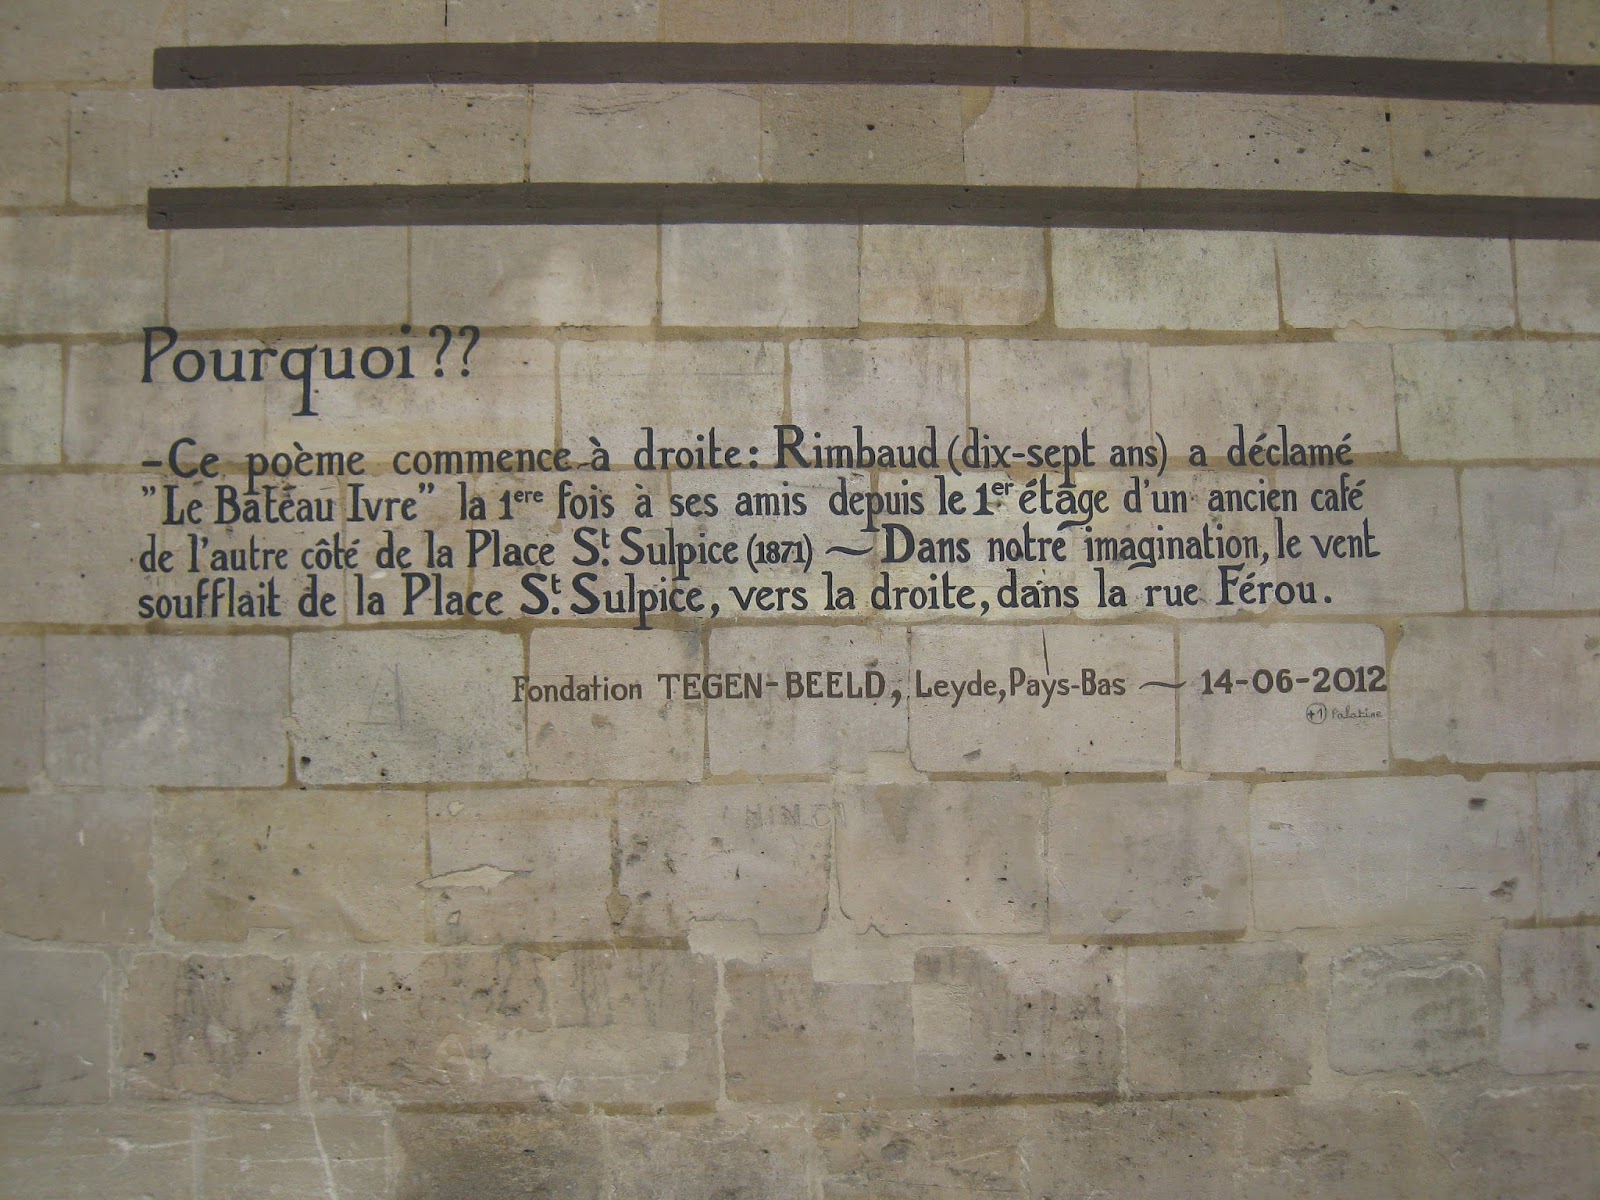 Pourquoi ??
-Ce poème commence à droite: Rimbaud (dix-sept ans) a déclamé
"Le Bateau Ivre" la 1ere fois à ses amis depuis le 1er étage d'un ancien café
de l'autre côté de la Place St. Sulpice (1871) ~ Dans notre imagination, le vent
soufflait de la Place St. Sulpice, vers la droite, dans la rue Férou.
Fondation TEGEN-BEELD, Leyde, Pays-Bas ~ 14-06-2012
+1 Palatine